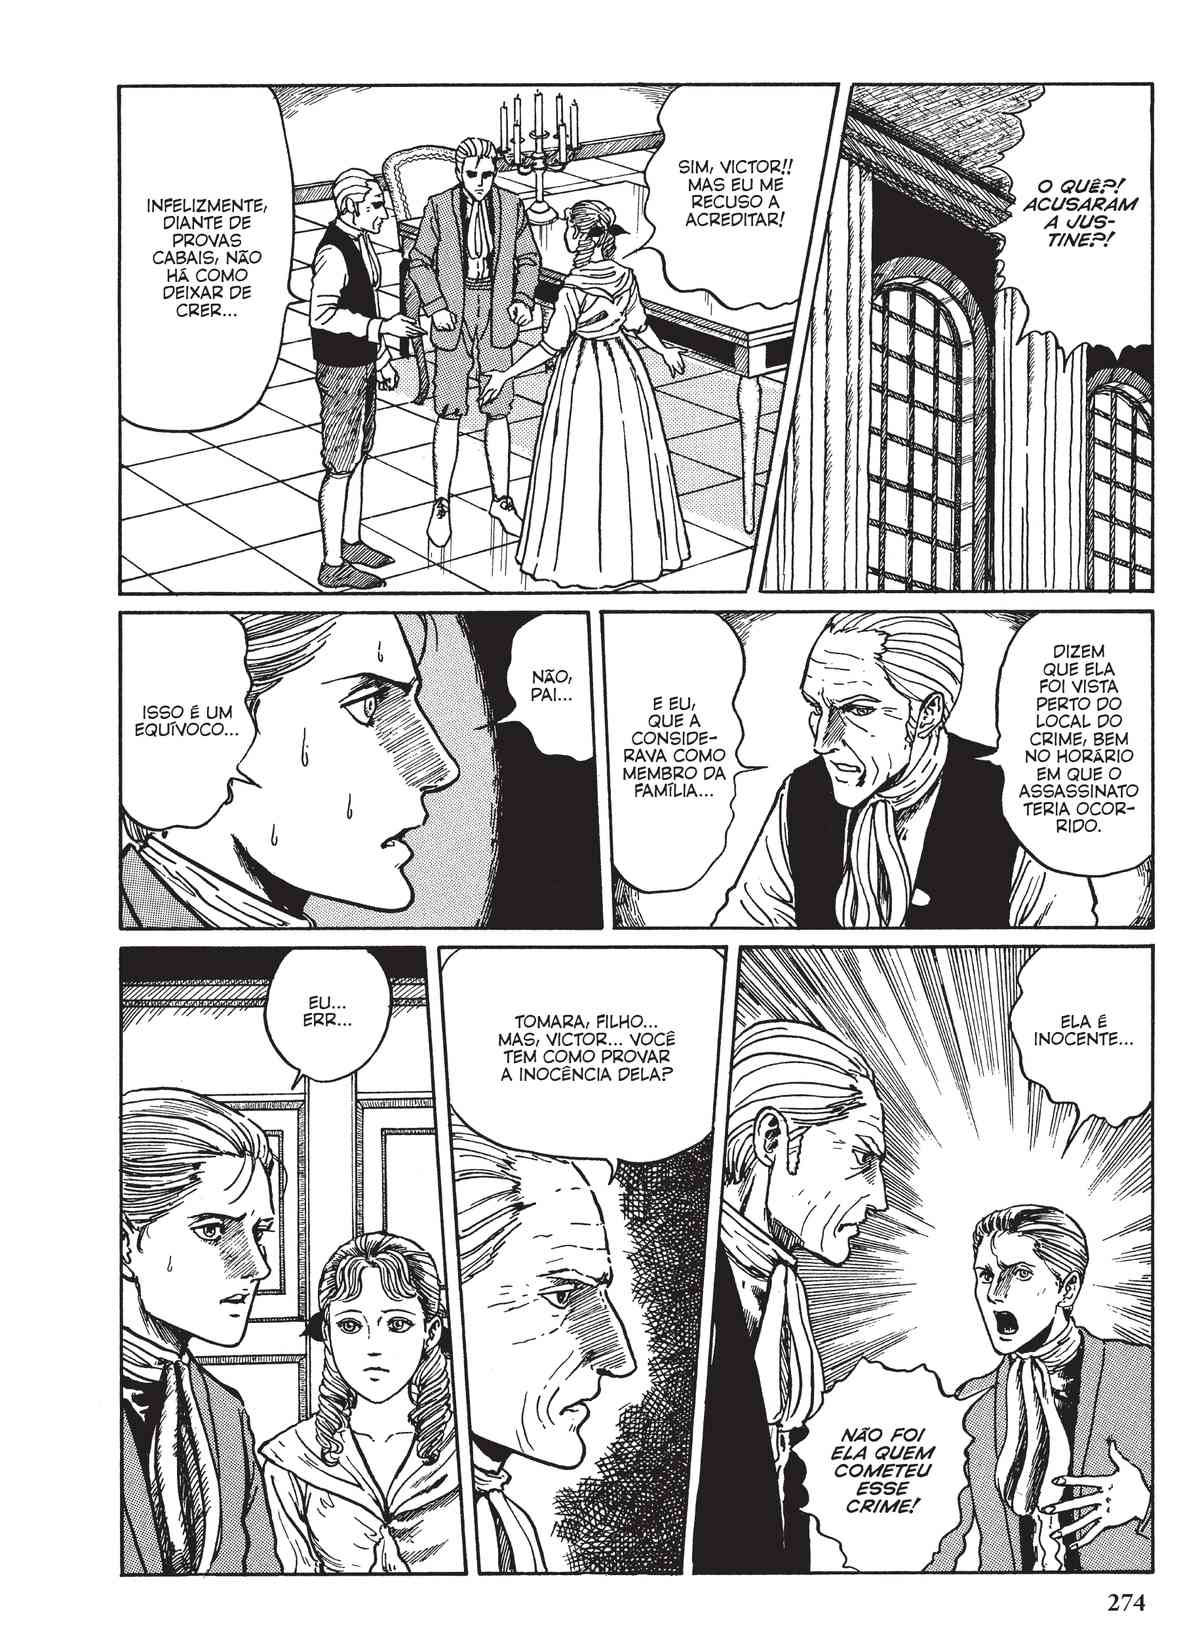 O QUÊ?!
ACUSARAM
A JUS-
TINE?!
SIM, VICTOR!!
MAS EU ME
RECUSO A
ACREDITAR!
INFELIZMENTE,
DIANTE DE
PROVAS
CABAIS, NÃO
HÁ COMO
DEIXAR DE
CRER...
DIZEM
QUE ELA
FOI VISTA
PERTO DO
LOCAL DO
CRIME, BEM
NO HORÁRIO
EM QUE O
ASSASSINATO
TERIA OCOR-
RIDO.
E EU,
QUE A
CONSIDE-
RAVA COMO
MEMBRO DA
FAMÍLIA...
NÃO,
PAI...
ISSO É UM
EQUÍVOCO...
ELA É
INOCENTE...
NÃO FOI
ELA QUEM
COMETEU
ESSE
CRIME!
TOMARA, FILHO...
MAS, VICTOR... VOCÊ
TEM COMO PROVAR
A INOCÊNCIA DELA?
EU...
ERR...
274